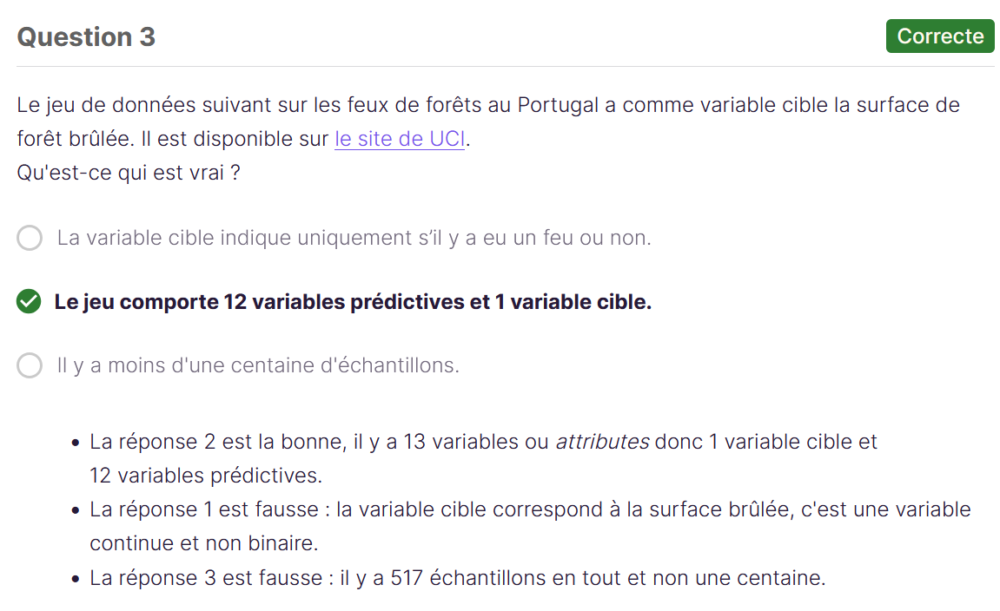 Question 3
Correcte
Le jeu de données suivant sur les feux de forêts au Portugal a comme variable cible la surface de
forêt brûlée. Il est disponible sur le site de UCI.
Qu'est-ce qui est vrai ?
La variable cible indique uniquement s’il y a eu un feu ou non.
Le jeu comporte 12 variables prédictives et 1 variable cible.
Il y a moins d'une centaine d'échantillons.
• La réponse 2 est la bonne, il y a 13 variables ou attributes donc 1 variable cible et
12 variables prédictives.
• La réponse 1 est fausse : la variable cible correspond à la surface brûlée, c'est une variable
continue et non binaire.
• La réponse 3 est fausse : il y a 517 échantillons en tout et non une centaine.